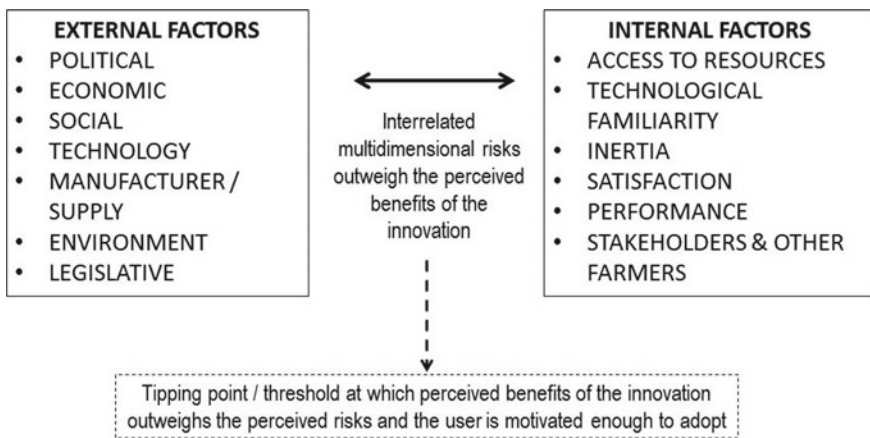 EXTERNAL FACTORS
• POLITICAL
• ECONOMIC
• SOCIAL
• TECHNOLOGY
• MANUFACTURER /
SUPPLY
• ENVIRONMENT
• LEGISLATIVE
Interrelated
multidimensional risks
outweigh the perceived
benefits of the
innovation
INTERNAL FACTORS
• ACCESS TO RESOURCES
• TECHNOLOGICAL
FAMILIARITY
• INERTIA
• SATISFACTION
• PERFORMANCE
• STAKEHOLDERS & OTHER
FARMERS
Tipping point / threshold at which perceived benefits of the innovation
outweighs the perceived risks and the user is motivated enough to adopt